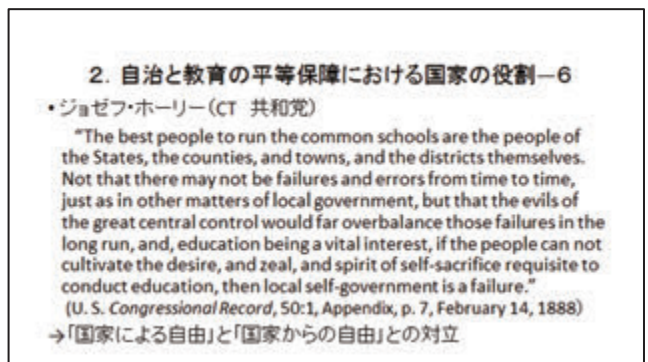 2．自治と教育の平等保障における国家の役割―6
•ジョゼフ・ホーリー（CT　共和党）
"The best people to run the common schools are the people of
the States, the counties, and towns, and the districts themselves.
Not that there may not be failures and errors from time to time,
just as in other matters of local government, but that the evils of
the great central control would far overbalance those failures in the
long run, and, education being a vital interest, if the people can not
cultivate the desire, and zeal, and spirit of self-sacrifice requisite to
conduct education, then local self-government is a failure."
(U. S. Congressional Record, 50:1, Appendix, p. 7, February 14, 1888)
→「国家による自由」と「国家からの自由」との対立